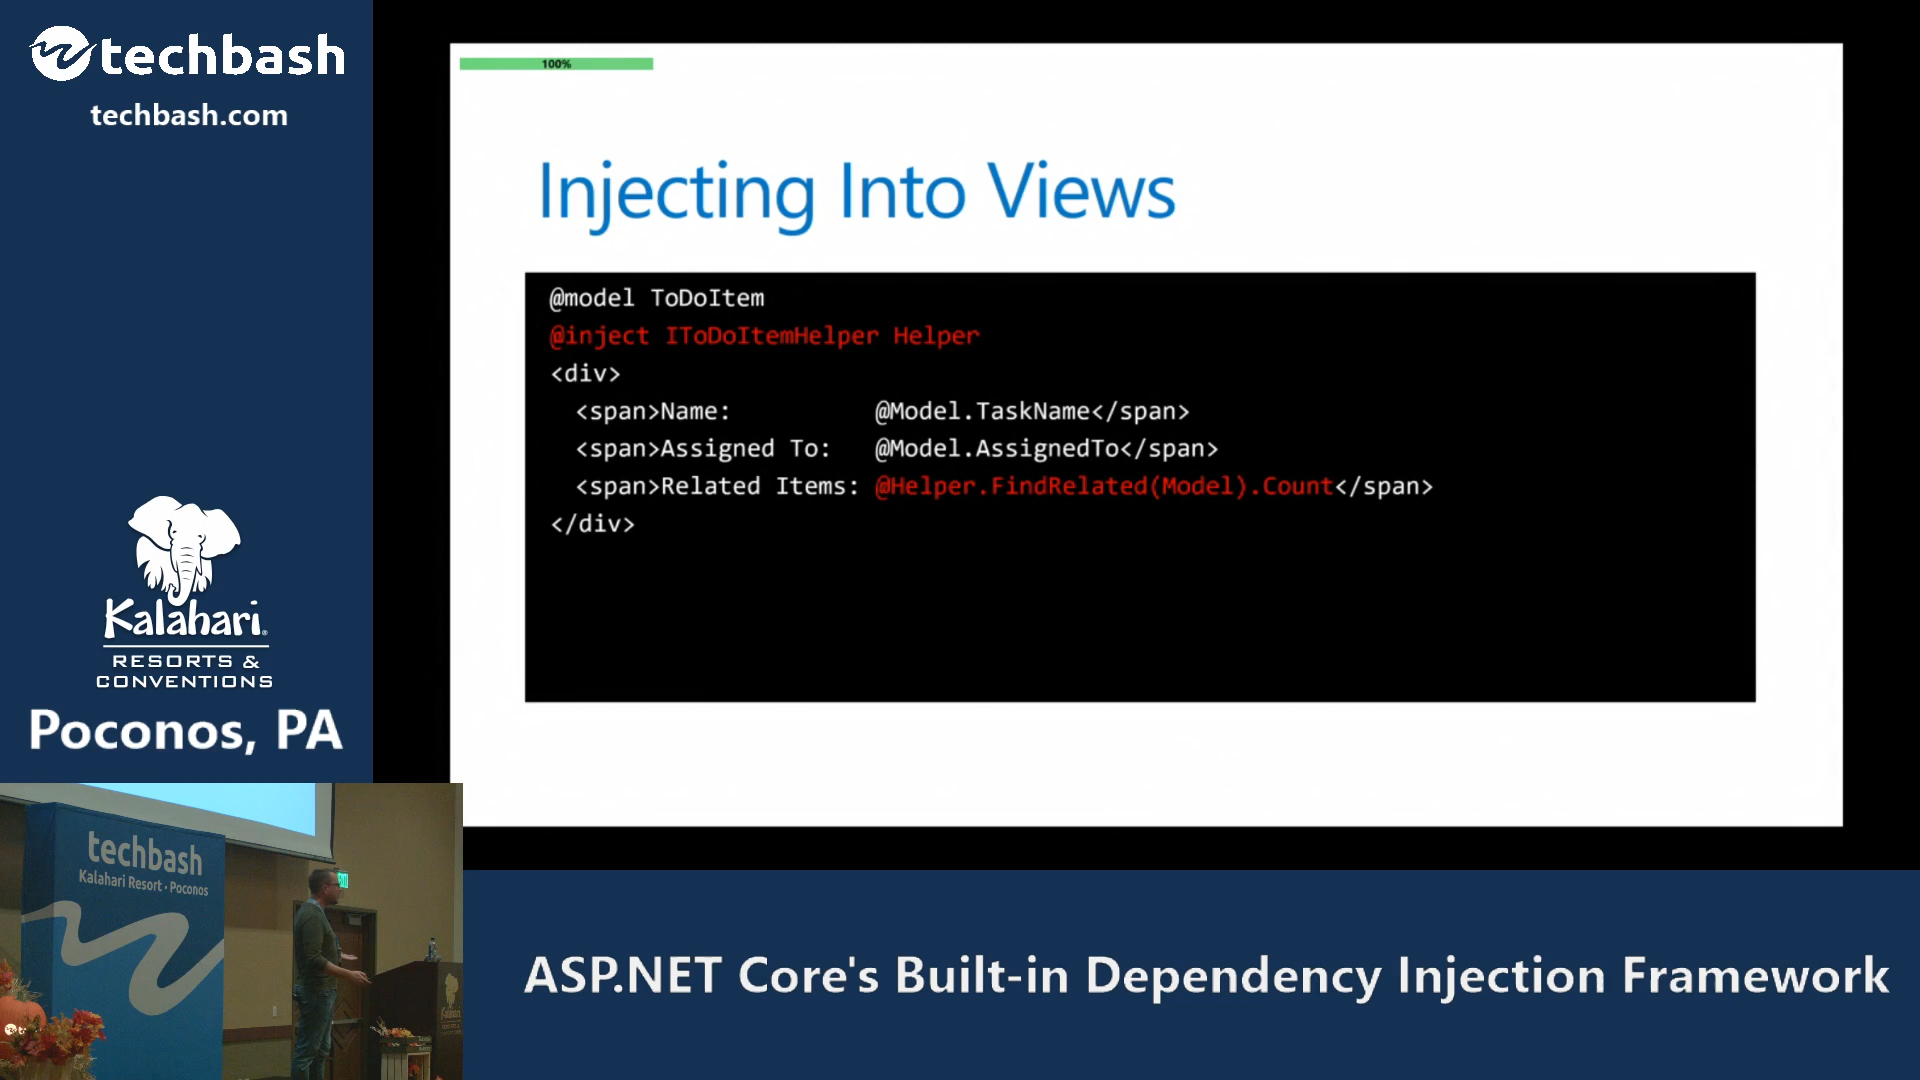 techbash
techbash.com
Kalahari®
RESORTS &
CONVENTIONS
Poconos, PA
100%
Injecting Into Views
@model ToDoItem
@inject IToDoItemHelper Helper
<div>
<span>Name: @Model.TaskName</span>
<span>Assigned To: @Model.AssignedTo</span>
<span>Related Items: @Helper.FindRelated(Model).Count</span>
</div>
techbash
Kalahari Resort • Poconos
Kalahari
ASP.NET Core's Built-in Dependency Injection Framework